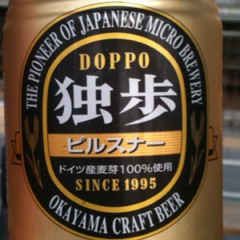 THE PIONEER OF JAPANESE MICRO BREWERY
DOPPO
独歩
ピルスナー
ドイツ産麦芽100%使用
SINCE 1995
OKAYAMA CRAFT BEER